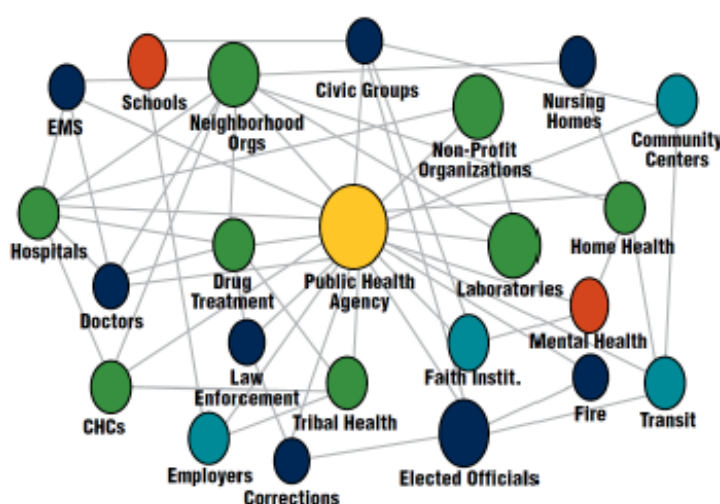 Civic Groups
Schools
EMS
Neighborhood
Orgs
Nursing
Homes
Community
Centers
Non-Profit
Organizations
Hospitals
Home Health
Drug
Treatment
Public Health
Agency
Laboratories
Doctors
Mental Health
Law
Enforcement
Faith Instit.
Fire
Transit
CHCs
Tribal Health
Employers
Elected Officials
Corrections